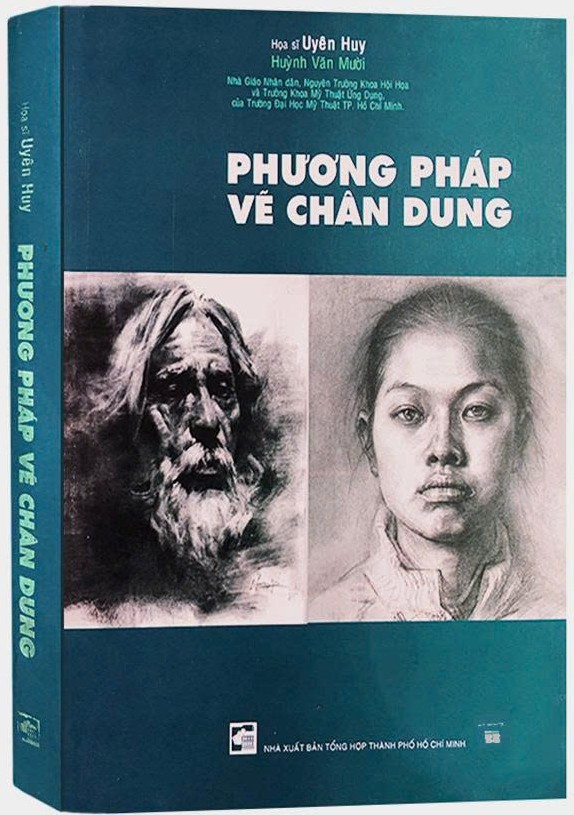 Họa sĩ Uyên Huy
Huỳnh Văn Mười
Nhà Giáo Nhân dân, Nguyên Trưởng Khoa Hội Họa
và Trưởng Khoa Mỹ Thuật Ứng Dụng,
của Trường Đại Học Mỹ Thuật TP. Hồ Chí Minh.
PHƯƠNG PHÁP
VẼ CHÂN DUNG
NHÀ XUẤT BẢN TỔNG HỢP THÀNH PHỐ HỒ CHÍ MINH
Họa sĩ Uyên Huy
PHƯƠNG PHÁP VẼ CHÂN DUNG